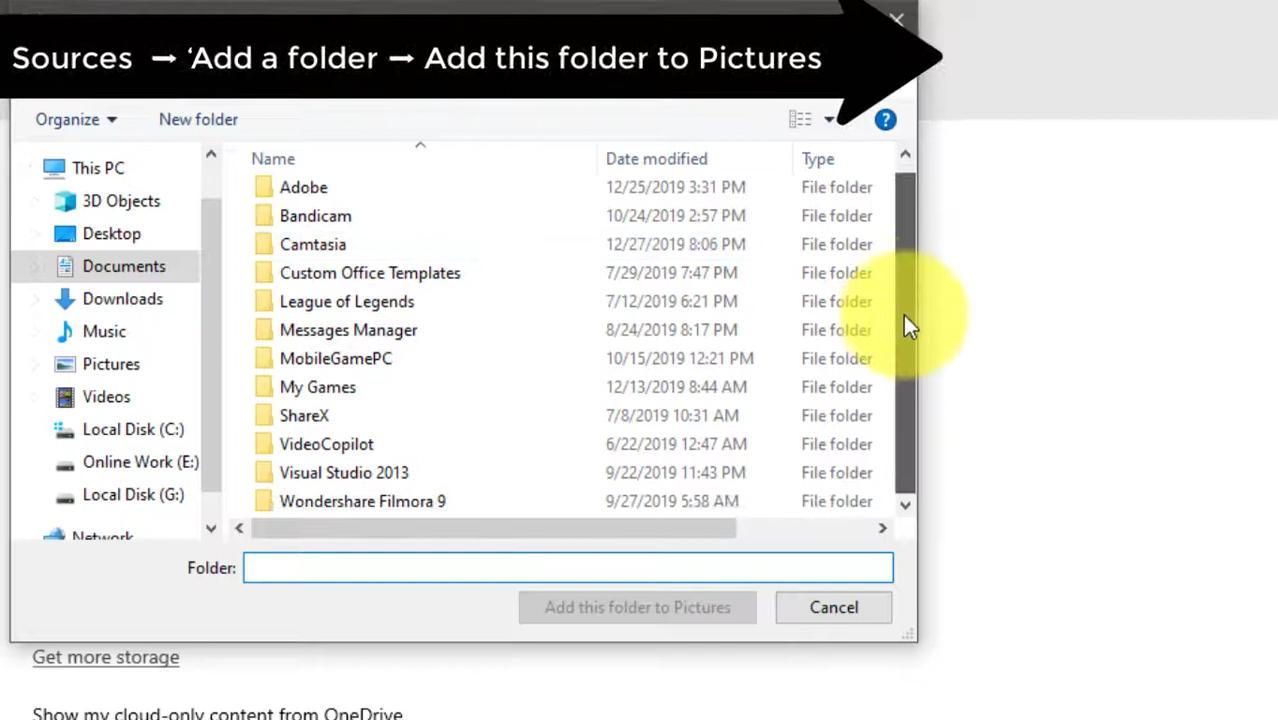 Sources → ‘Add a folder → Add this folder to Pictures
Organize New folder
Name Date modified Type
This PC
3D Objects
Desktop
Documents
Downloads
Music
Pictures
Videos
Local Disk (C:)
Online Work (E:)
Local Disk (G:)
Network
Adobe 12/25/2019 3:31 PM File folder
Bandicam 10/24/2019 2:57 PM File folder
Camtasia 12/27/2019 8:06 PM File folder
Custom Office Templates 7/29/2019 7:47 PM File folder
League of Legends 7/12/2019 6:21 PM File folder
Messages Manager 8/24/2019 8:17 PM File folder
MobileGamePC 10/15/2019 12:21 PM File folder
My Games 12/13/2019 8:44 AM File folder
ShareX 7/8/2019 10:31 AM File folder
VideoCopilot 6/22/2019 12:47 AM File folder
Visual Studio 2013 9/22/2019 11:43 PM File folder
Wondershare Filmora 9 9/27/2019 5:58 AM File folder
Folder:
Add this folder to Pictures Cancel
Get more storage
Show my cloud-only content from OneDrive